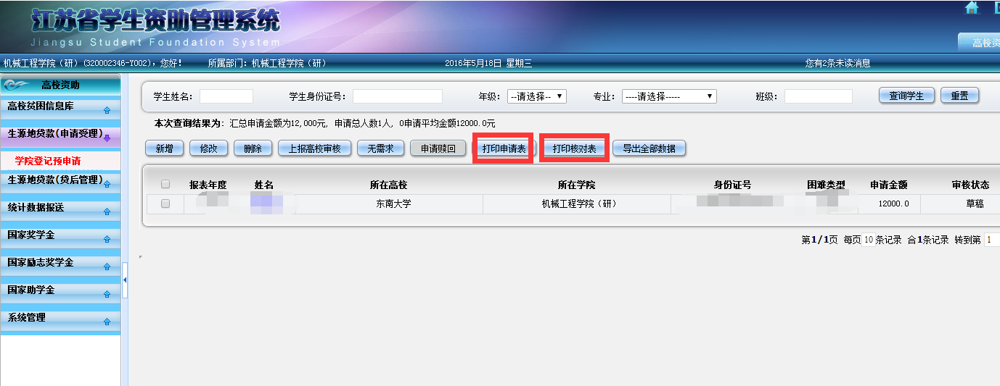 江苏省学生资助管理系统
Jiangsu Student Foundation System
高校资
机械工程学院（研）(320002346-Y002), 您好！ 所属部门：机械工程学院（研） 2016年5月18日 星期三 您有2条未读消息
高校资助
高校贫困信息库
生源地贷款(申请受理)
学院登记预申请
生源地贷款(贷后管理)
统计数据报送
国家奖学金
国家励志奖学金
国家助学金
系统管理
学生姓名： 学生身份证号： 年级： --请选择-- 专业： ----请选择----- 班级： 查询学生 重置
本次查询结果为：汇总申请金额为12,000元, 申请总人数1人, 0申请平均金额12000.0元
新增 修改 删除 上报高校审核 无需求 申请赎回 打印申请表 打印核对表 导出全部数据
报表年度 姓名 所在高校 所在学院 身份证号 困难类型 申请金额 审核状态
东南大学 机械工程学院（研） 12000.0 草稿
第1/1页 每页10条记录 合1条记录 转到第 1